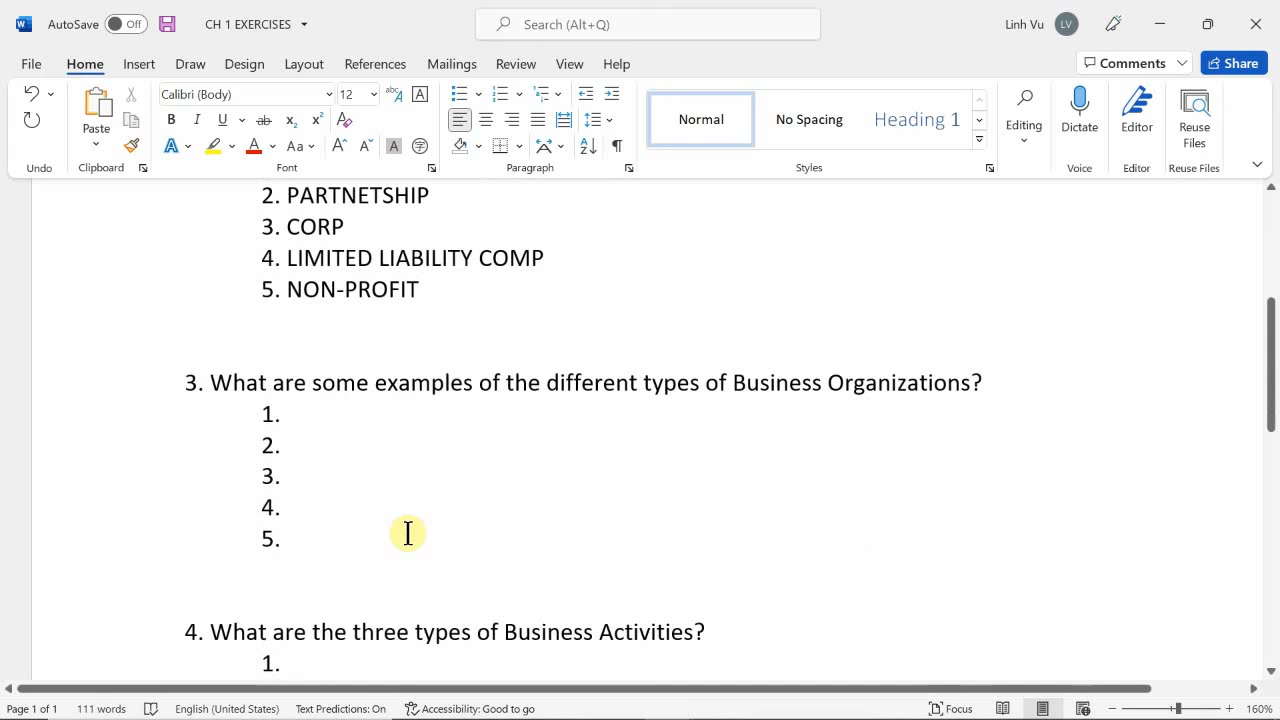 AutoSave Off CH 1 EXERCISES Search (Alt+Q) Linh Vu LV
File Home Insert Draw Design Layout References Mailings Review View Help Comments Share
Calibri (Body) 12
Paste
B I U ab x₂ x² A
A A Aa A A A
Normal No Spacing Heading 1
Editing Dictate Editor Reuse Files
Undo Clipboard Font Paragraph Styles Voice Editor Reuse Files
2. PARTNETSHIP
3. CORP
4. LIMITED LIABILITY COMP
5. NON-PROFIT
3. What are some examples of the different types of Business Organizations?
1.
2.
3.
4.
5.
4. What are the three types of Business Activities?
1.
Page 1 of 1 111 words English (United States) Text Predictions: On Accessibility: Good to go Focus 160%